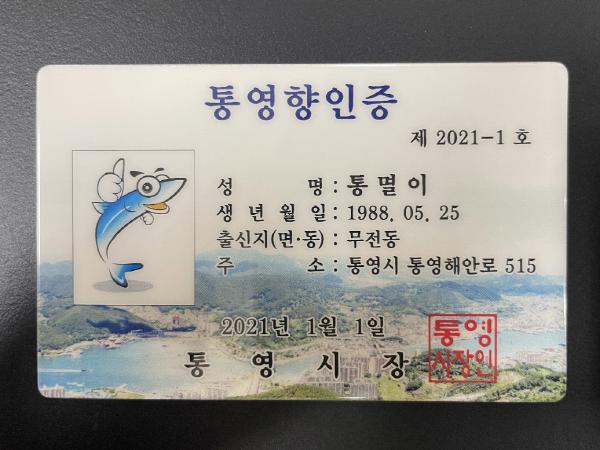 통영향인증
제 2021-1 호
성 명 : 통멸이
생 년 월 일 : 1988. 05. 25
출신지(면·동) : 무전동
주 소 : 통영시 통영해안로 515
2021년 1월 1일
통 영 시 장
통영
시장인